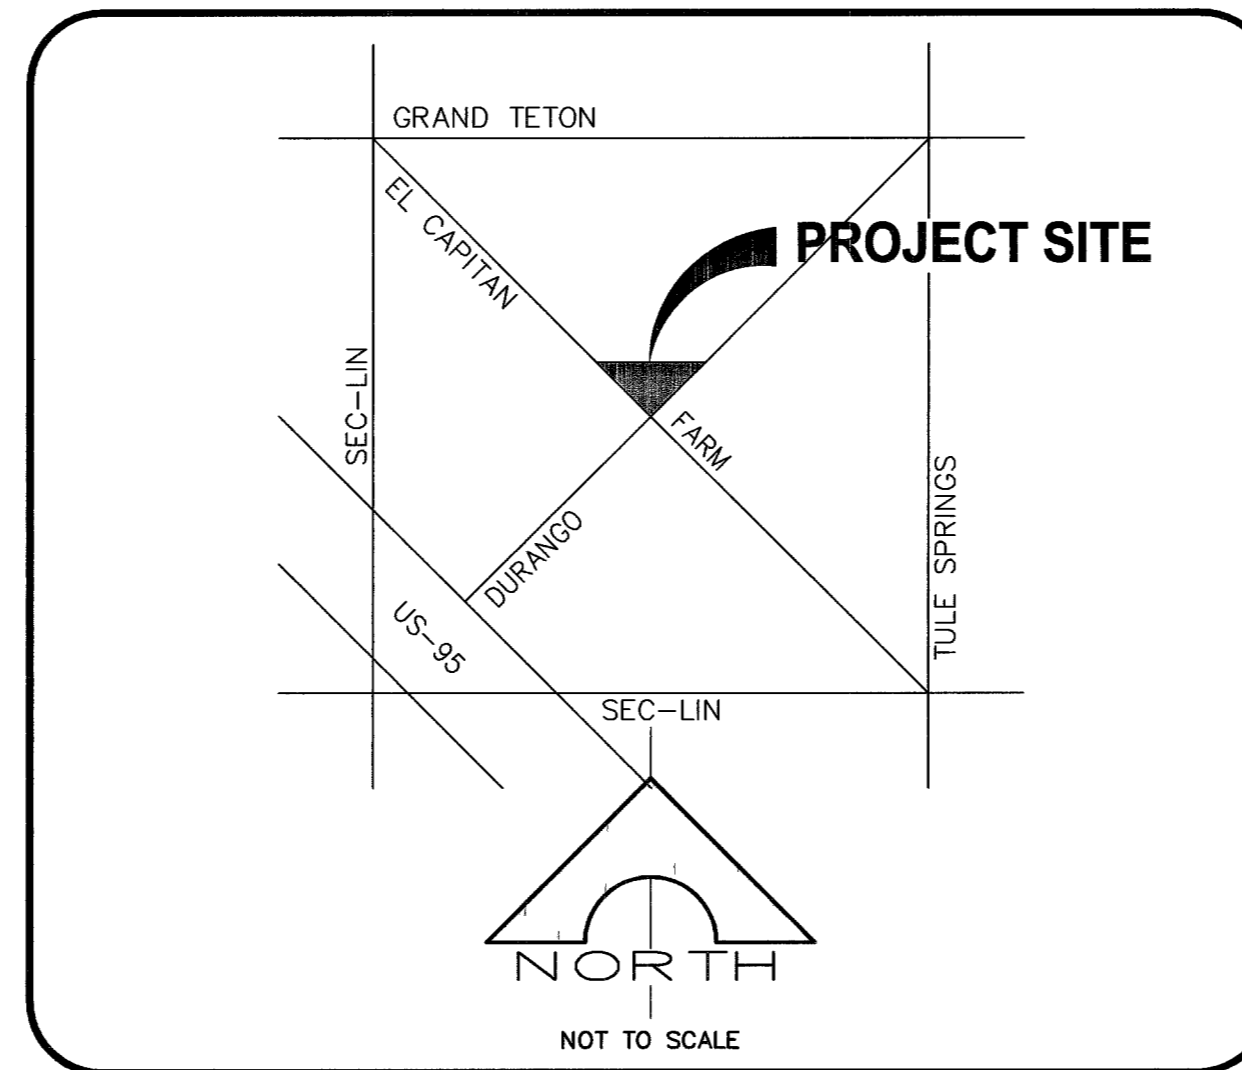 GRAND TETON
EL CAPITAN
PROJECT SITE
SEC-LIN
FARM
DURANGO
TULE SPRINGS
US-95
SEC-LIN
NORTH
NOT TO SCALE